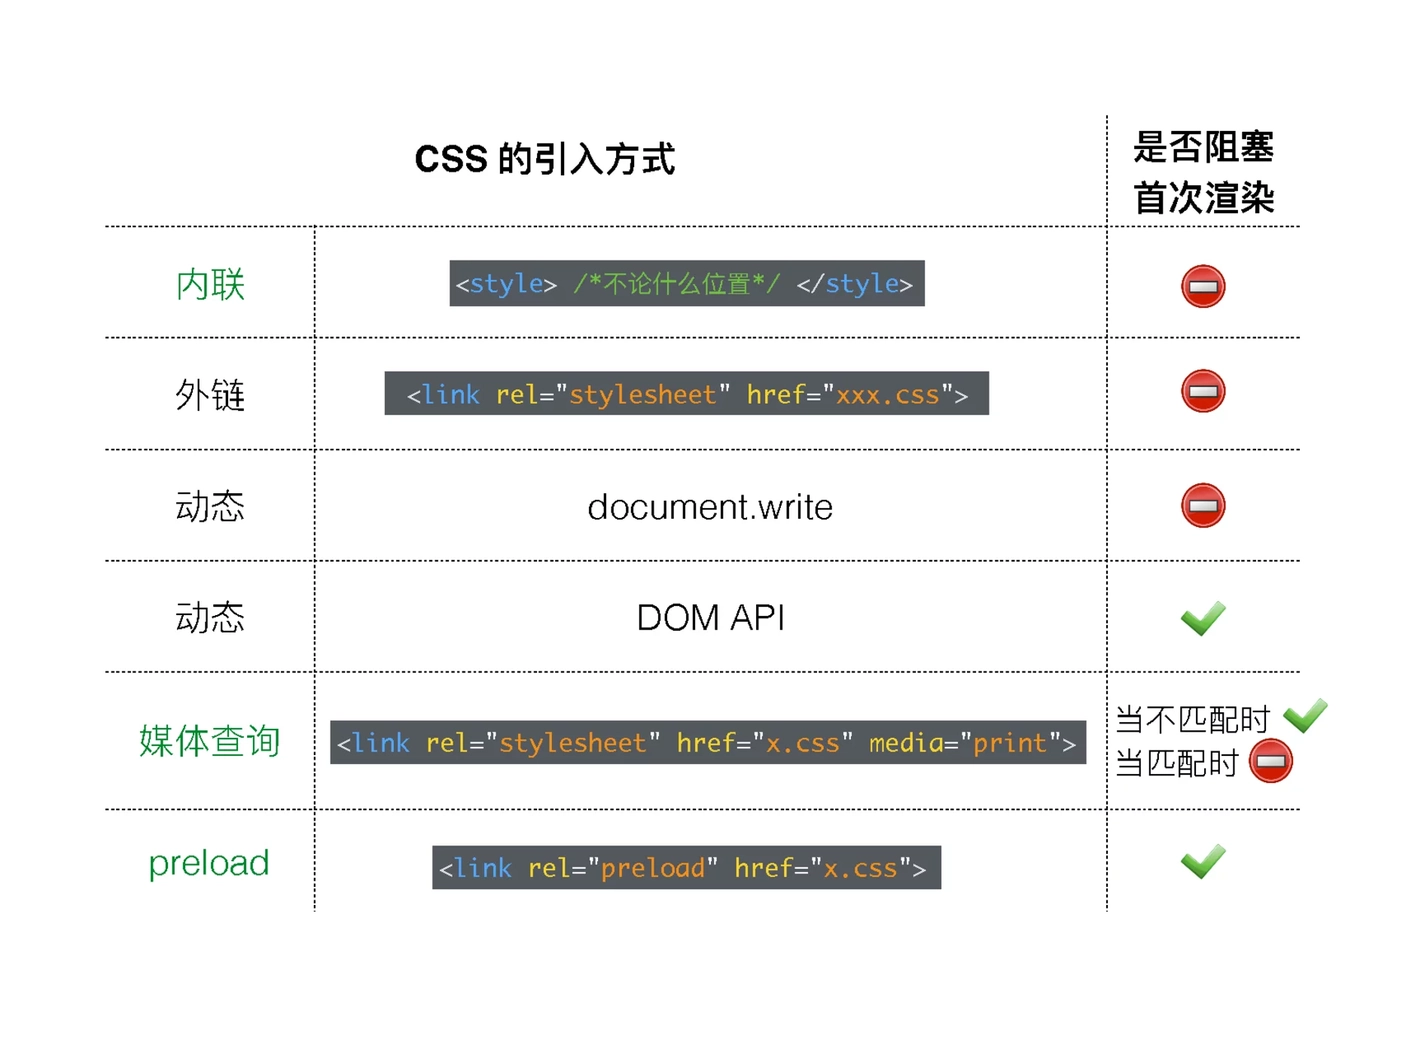 CSS 的引入方式
是否阻塞
首次渲染
内联
<style> /*不论什么位置*/ </style>
外链
<link rel="stylesheet" href="xxx.css">
动态
document.write
动态
DOM API
媒体查询
<link rel="stylesheet" href="x.css" media="print">
当不匹配时
当匹配时
preload
<link rel="preload" href="x.css">